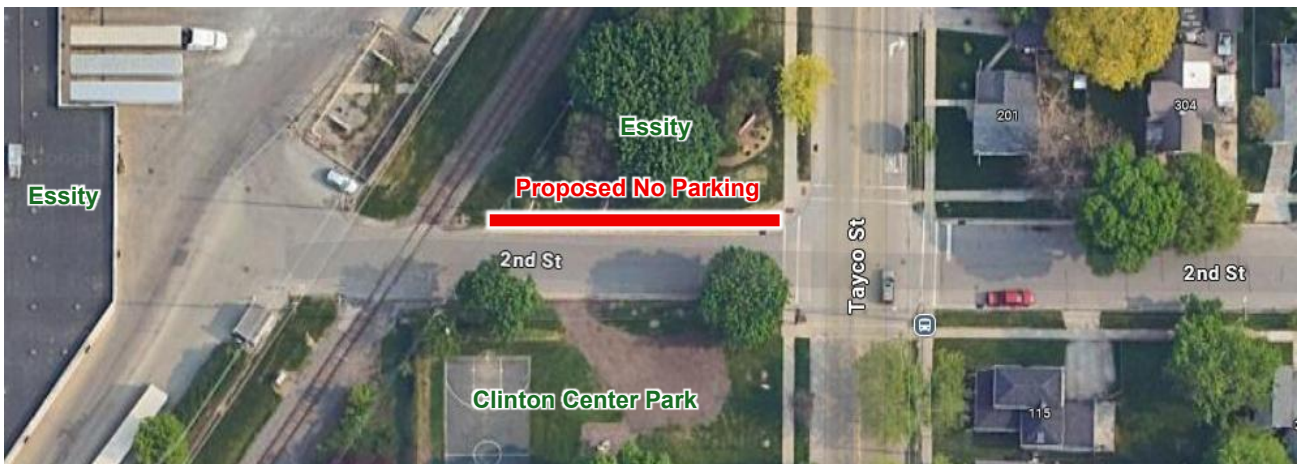 Essity
201
304
Essity
Proposed No Parking
2nd St
Tayco St
2nd St
Clinton Center Park
115